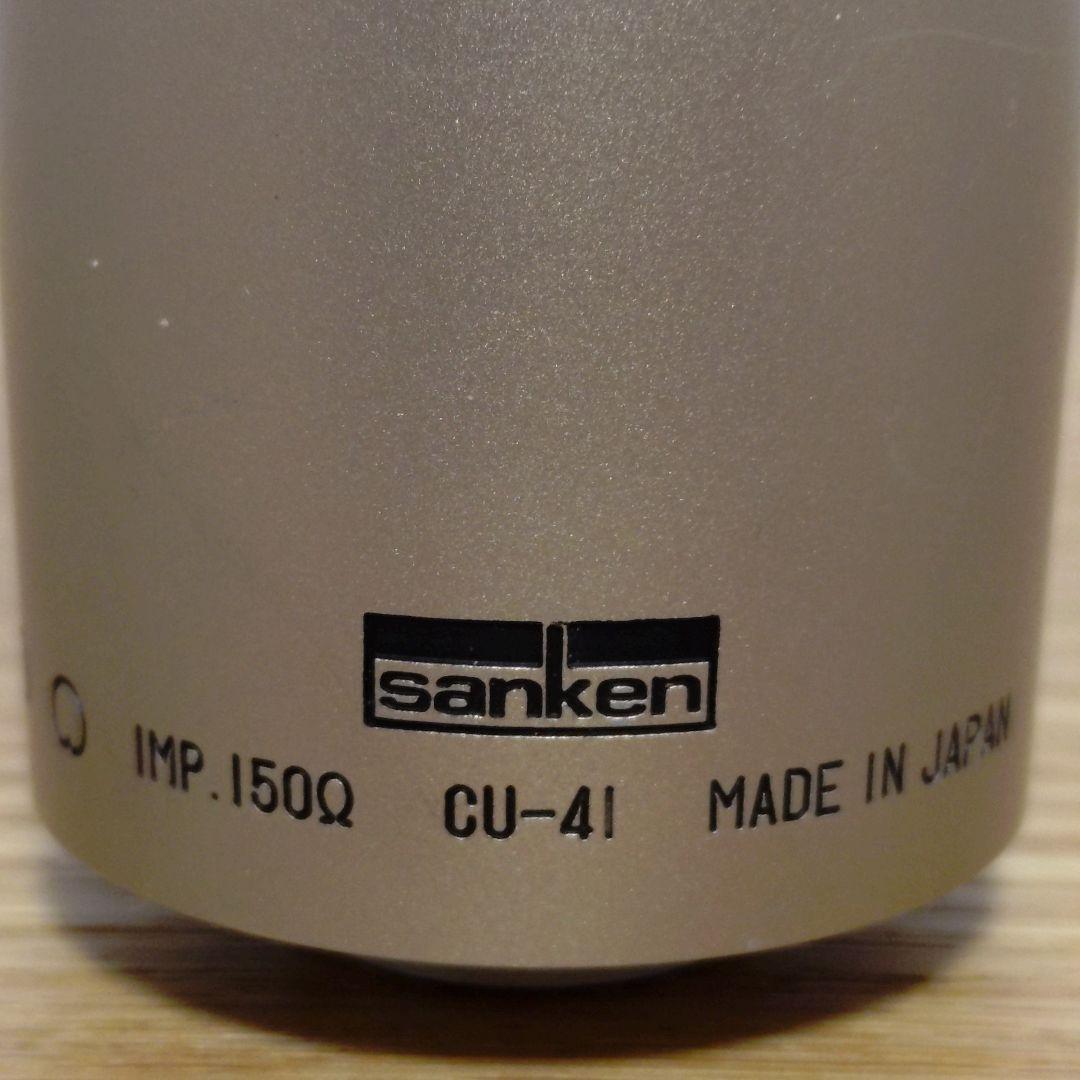 sanken
IMP. 150Ω CU-41 MADE IN JAPAN